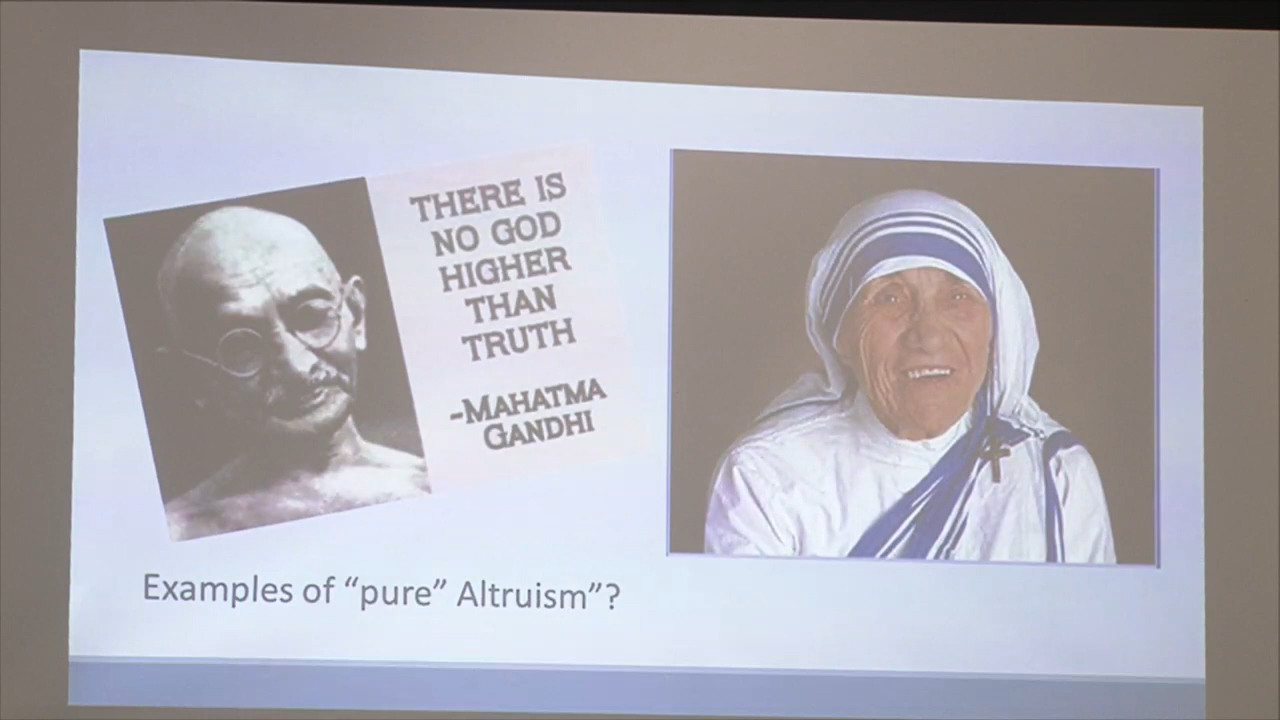 THERE IS
NO GOD
HIGHER
THAN
TRUTH
-MAHATMA
GANDHI
Examples of “pure” Altruism”?